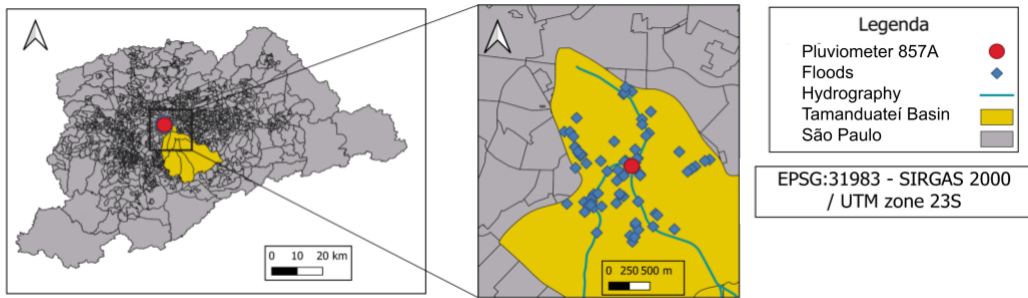 0 10 20 km
0 250 500 m
Legenda
Pluviometer 857A
Floods
Hydrography
Tamanduateí Basin
São Paulo
EPSG:31983 - SIRGAS 2000
/ UTM zone 23S